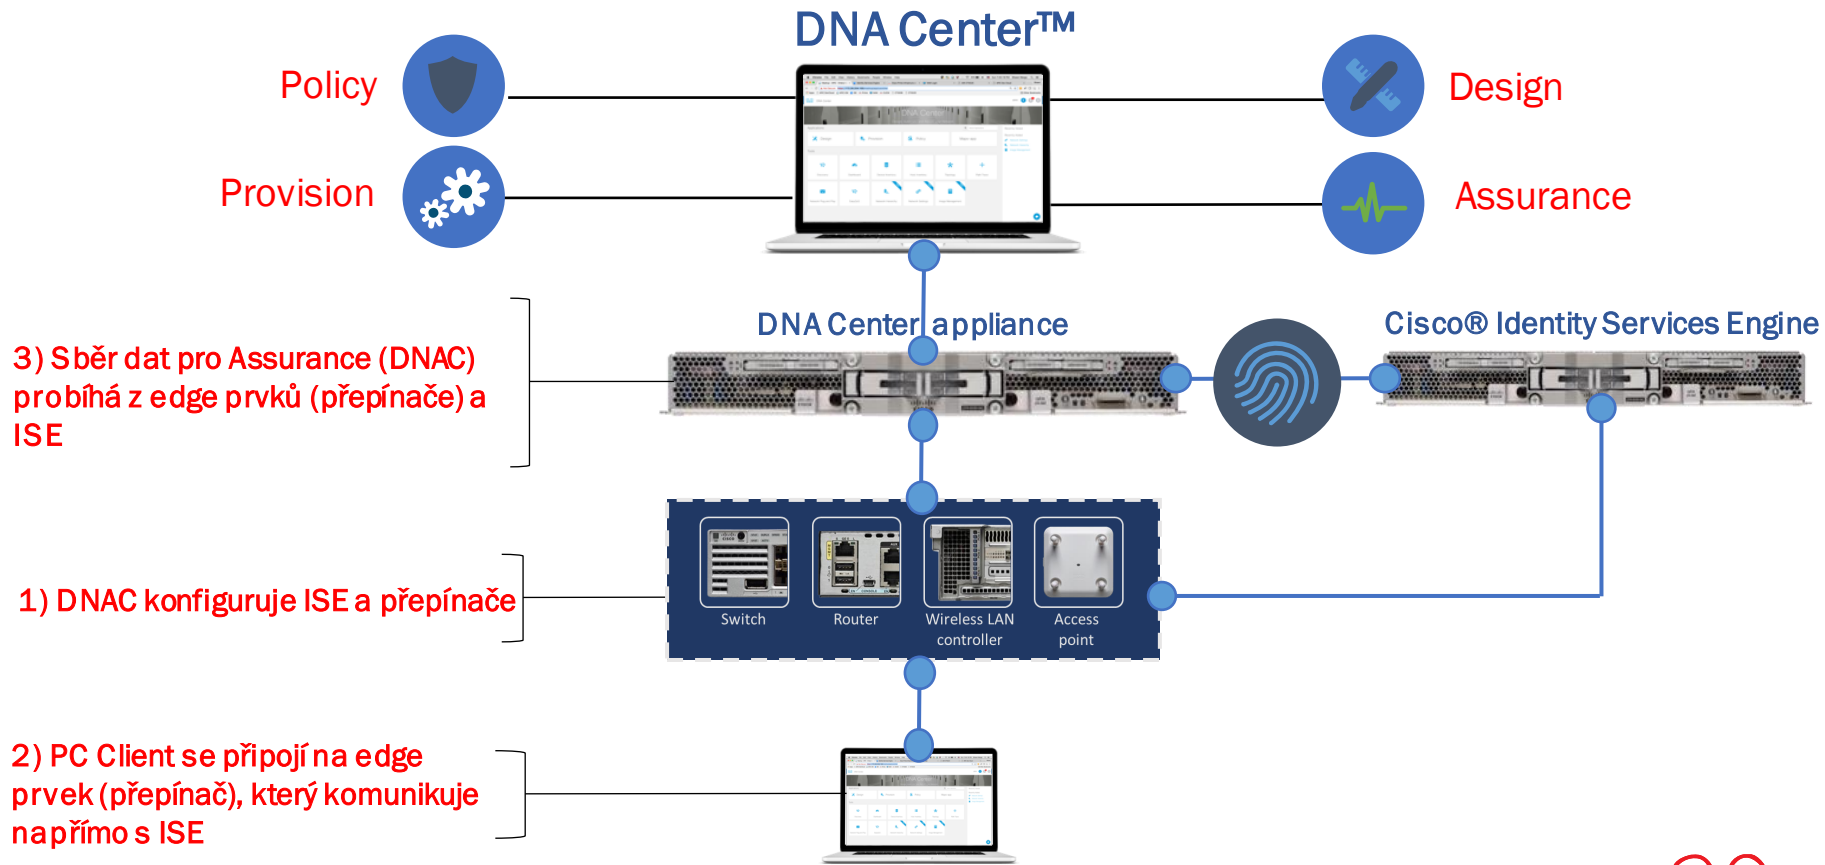 DNA Center™
Policy
Design
Provision
Assurance
DNA Center
DNA Center appliance
Cisco® Identity Services Engine
3) Sběr dat pro Assurance (DNAC)
probíhá z edge prvků (přepínače) a
ISE
1) DNAC konfiguruje ISE a přepínače
Switch
Router
Wireless LAN
controller
Access
point
2) PC Client se připojí na edge
prvek (přepínač), který komunikuje
napřímo s ISE